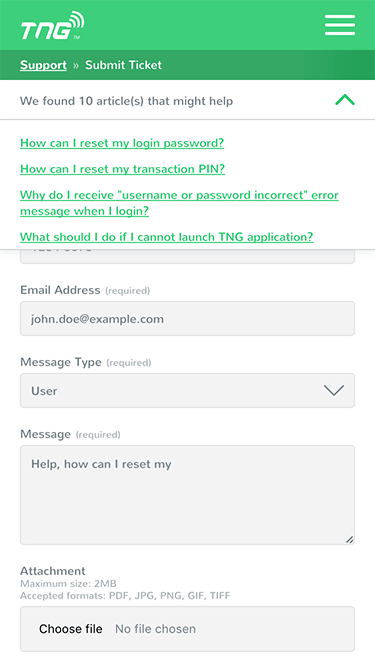 TNG TM
Support » Submit Ticket
We found 10 article(s) that might help
How can I reset my login password?
How can I reset my transaction PIN?
Why do I receive "username or password incorrect" error
message when I login?
What should I do if I cannot launch TNG application?
Email Address (required)
john.doe@example.com
Message Type (required)
User
Message (required)
Help, how can I reset my
Attachment
Maximum size: 2MB
Accepted formats: PDF, JPG, PNG, GIF, TIFF
Choose file No file chosen